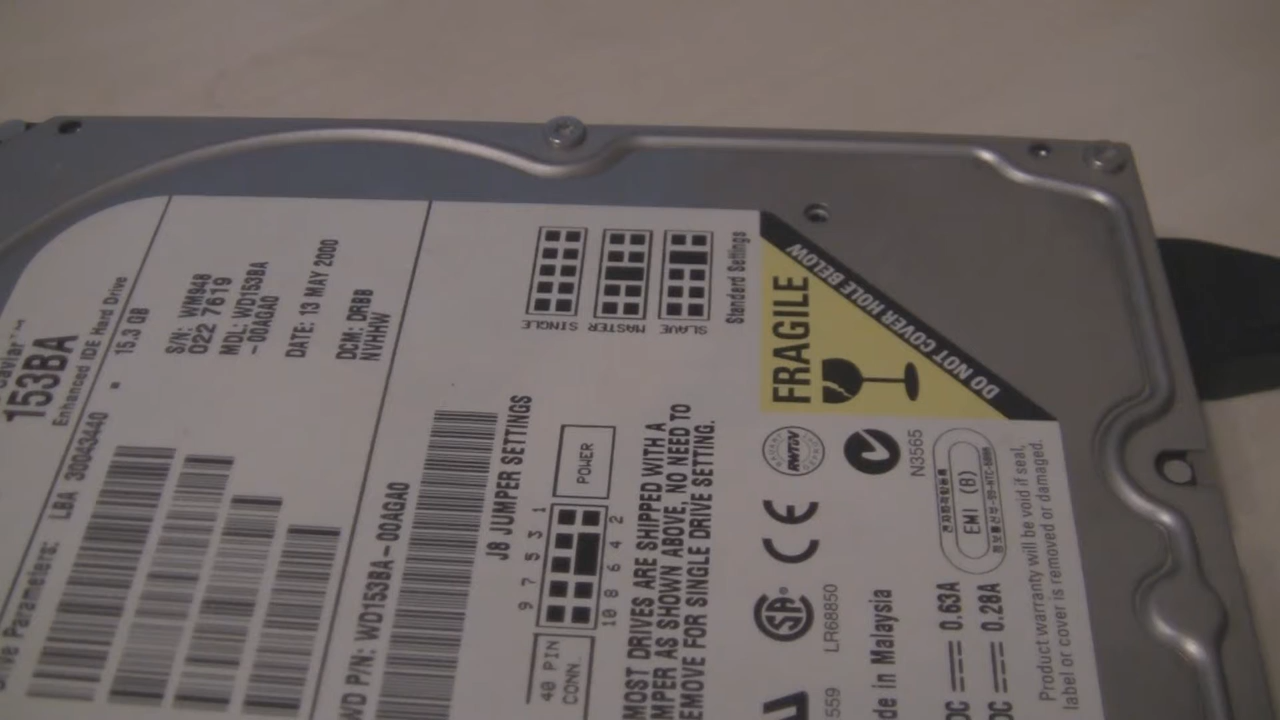 153BA
Enhanced IDE Hard Drive
15.3 GB
Drive Parameters: LBA 30043440
S/N: WM948
022 7619
MDL: WD153BA
-00AGA0
DATE: 13 MAY 2000
DCM: DRBB
NVHHW
WD P/N: WD153BA-00AGA0
SINGLE
MASTER
SLAVE
Standard Settings
J8 JUMPER SETTINGS
9 7 5 3 1
10 8 6 4 2
40 PIN
CONN.
POWER
MOST DRIVES ARE SHIPPED WITH A
AS SHOWN ABOVE, NO NEED TO
FOR SINGLE DRIVE SETTING.
FRAGILE
DO NOT COVER HOLE BELOW
RWTÜV
N3565
CE
EMI (B)
LR68850
559
in Malaysia
0.63A
0.28A
Product warranty will be void if seal,
label or cover is removed or damaged.